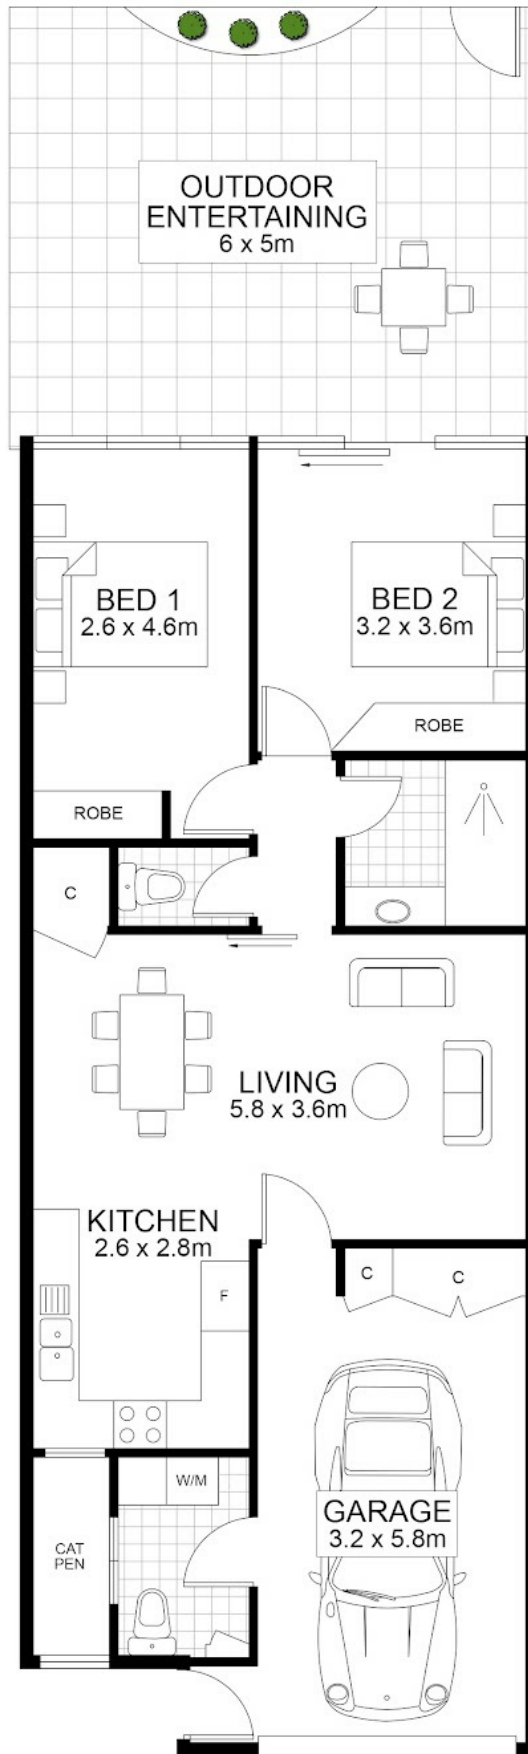 OUTDOOR
ENTERTAINING
6 x 5m
BED 1
2.6 x 4.6m
BED 2
3.2 x 3.6m
ROBE
ROBE
C
LIVING
5.8 x 3.6m
KITCHEN
2.6 x 2.8m
F
C
C
W/M
CAT
PEN
GARAGE
3.2 x 5.8m